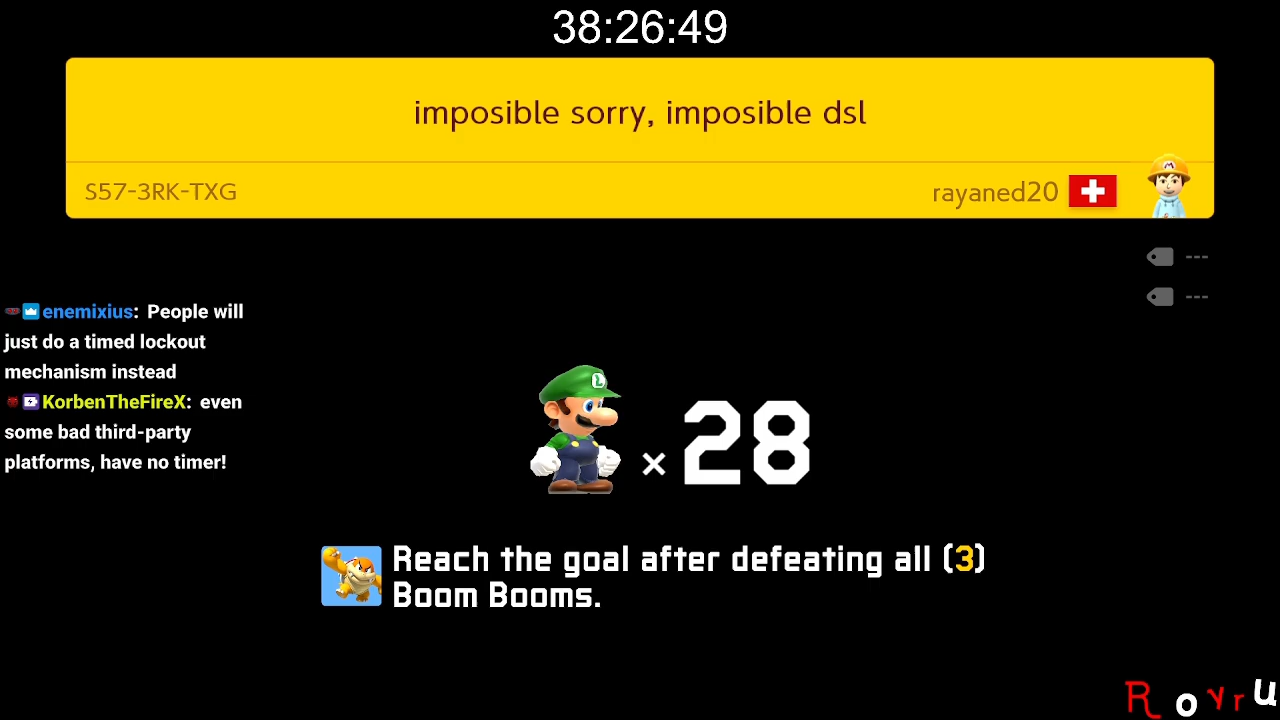 38:26:49
imposible sorry, imposible dsl
S57-3RK-TXG
rayaned20
---
---
enemixius: People will
just do a timed lockout
mechanism instead
KorbenTheFireX: even
some bad third-party
platforms, have no timer!
× 28
Reach the goal after defeating all (3)
Boom Booms.
Royru